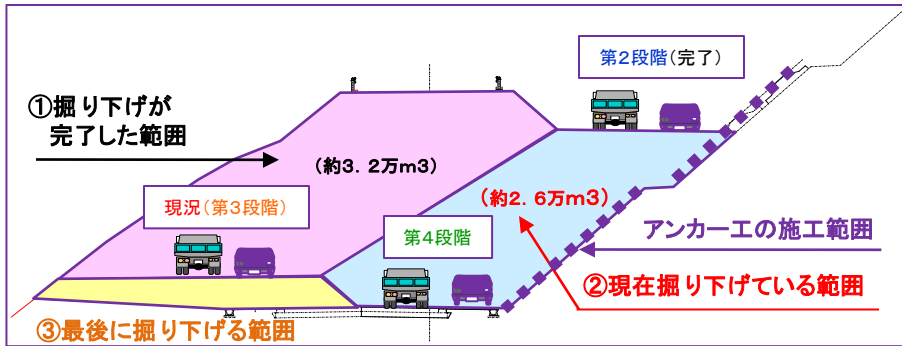 第2段階(完了)
①掘り下げが
完了した範囲
(約3.2万m3)
(約2.6万m3)
現況(第3段階)
第4段階
アンカー工の施工範囲
②現在掘り下げている範囲
③最後に掘り下げる範囲